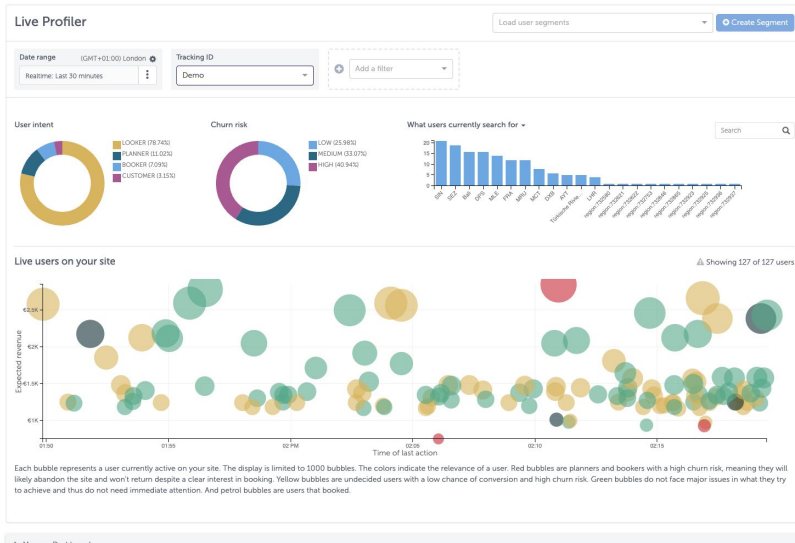 Live Profiler
Load user segments
Create Segment
Date range
(GMT+01:00) London
Tracking ID
Realtime: Last 30 minutes
Demo
Add a filter
User intent
Churn risk
What users currently search for
Search
LOOKER (78.74%)
PLANNER (11.02%)
BOOKER (7.09%)
CUSTOMER (3.15%)
LOW (25.98%)
MEDIUM (33.07%)
HIGH (40.94%)
20
15
10
5
0
SIN
SEZ
Bali
DPS
MLE
FRA
MRU
MCT
DXB
AYT
Türkische Rivie...
LHR
Live users on your site
Showing 127 of 127 users
Expected revenue
€2.5K
€2K
€1.5K
€1K
01:50
01:55
02 PM
02:05
02:10
02:15
Time of last action
Each bubble represents a user currently active on your site. The display is limited to 1000 bubbles. The colors indicate the relevance of a user. Red bubbles are planners and bookers with a high churn risk, meaning they will
likely abandon the site and won't return despite a clear interest in booking. Yellow bubbles are undecided users with a low chance of conversion and high churn risk. Green bubbles do not face major issues in what they try
to achieve and thus do not need immediate attention. And petrol bubbles are users that booked.